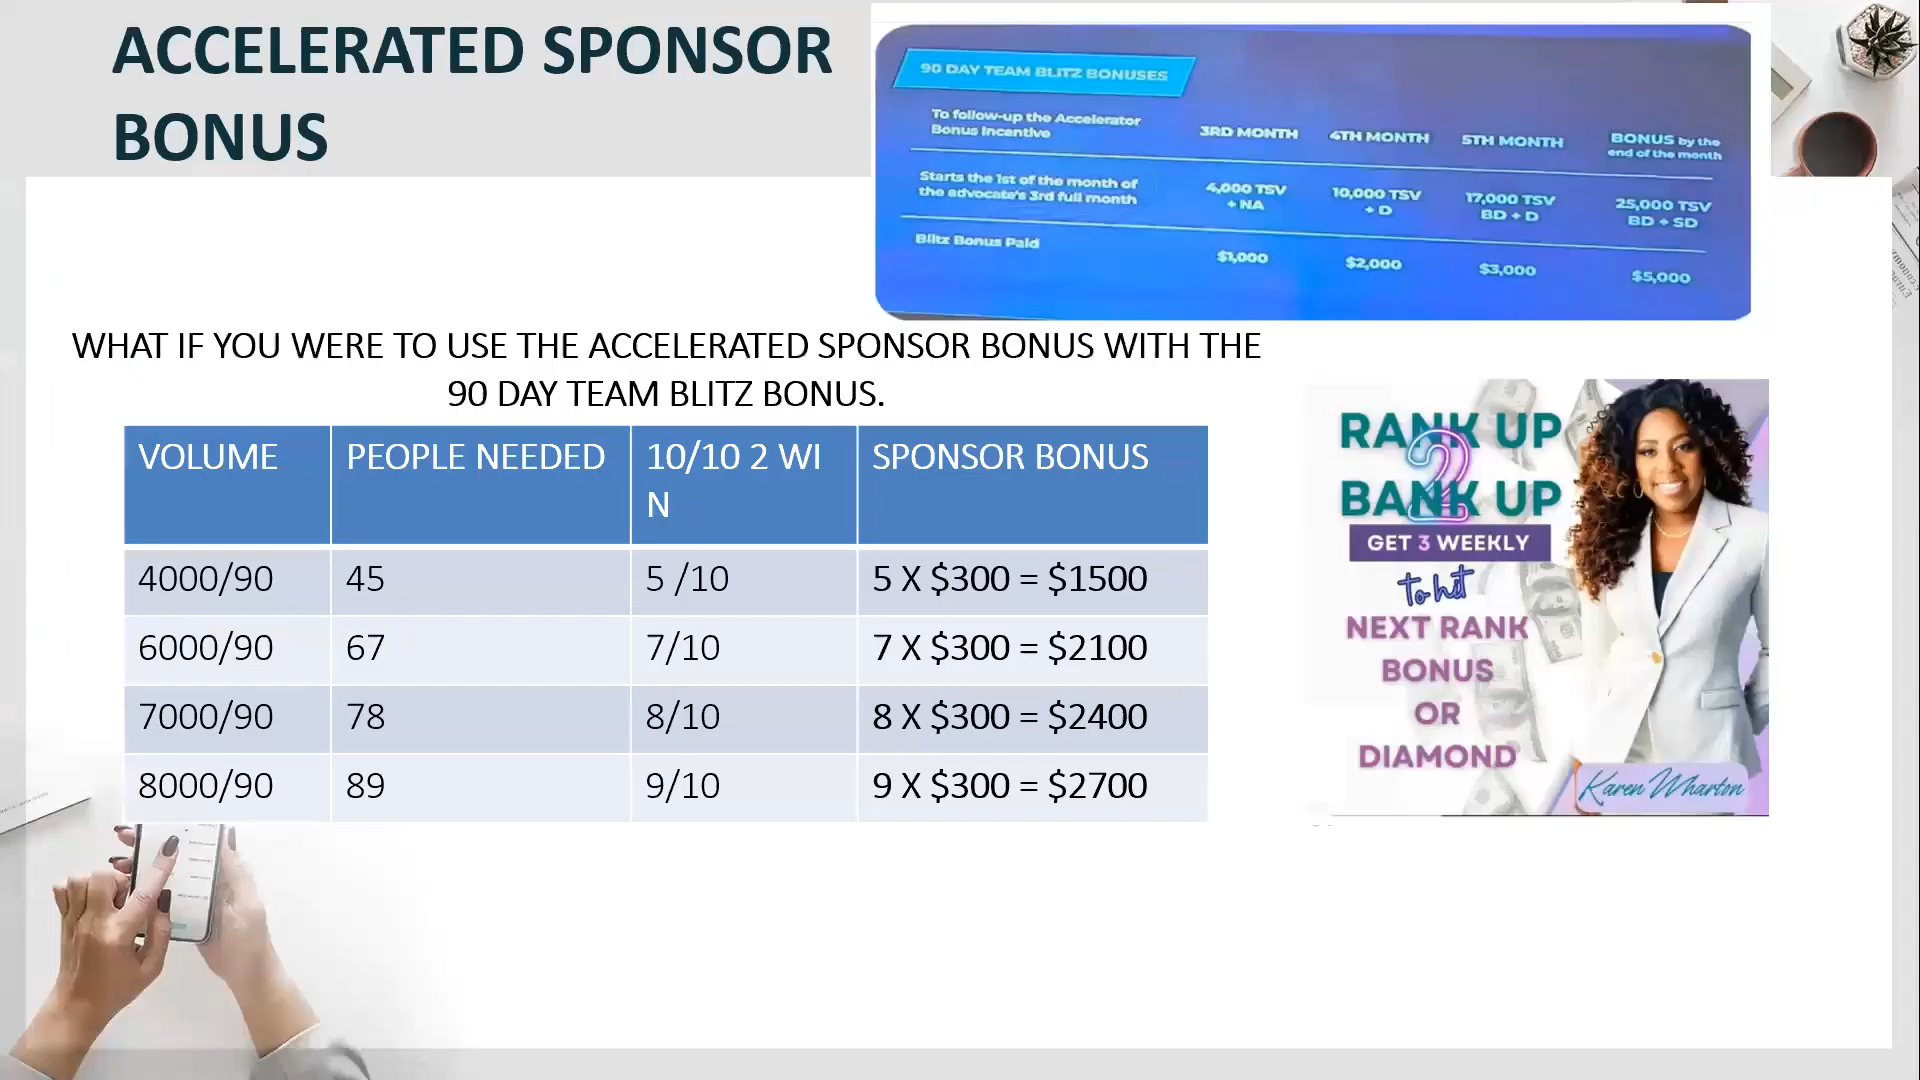 ACCELERATED SPONSOR
BONUS
90 DAY TEAM BLITZ BONUSES
To follow-up the Accelerator
Bonus Incentive
3RD MONTH 4TH MONTH 5TH MONTH BONUS by the
end of the month
Starts the 1st of the month of
the advocate's 3rd full month
4,000 TSV
+ NA
10,000 TSV
+ D
17,000 TSV
BD + D
25,000 TSV
BD + SD
Blitz Bonus Paid $1,000 $2,000 $3,000 $5,000
WHAT IF YOU WERE TO USE THE ACCELERATED SPONSOR BONUS WITH THE
90 DAY TEAM BLITZ BONUS.
VOLUME PEOPLE NEEDED 10/10 2 WI
N
SPONSOR BONUS
4000/90 45 5 /10 5 X $300 = $1500
6000/90 67 7/10 7 X $300 = $2100
7000/90 78 8/10 8 X $300 = $2400
8000/90 89 9/10 9 X $300 = $2700
RANK UP
2
BANK UP
GET 3 WEEKLY
to hit
NEXT RANK
BONUS
OR
DIAMOND
Karen Wharton